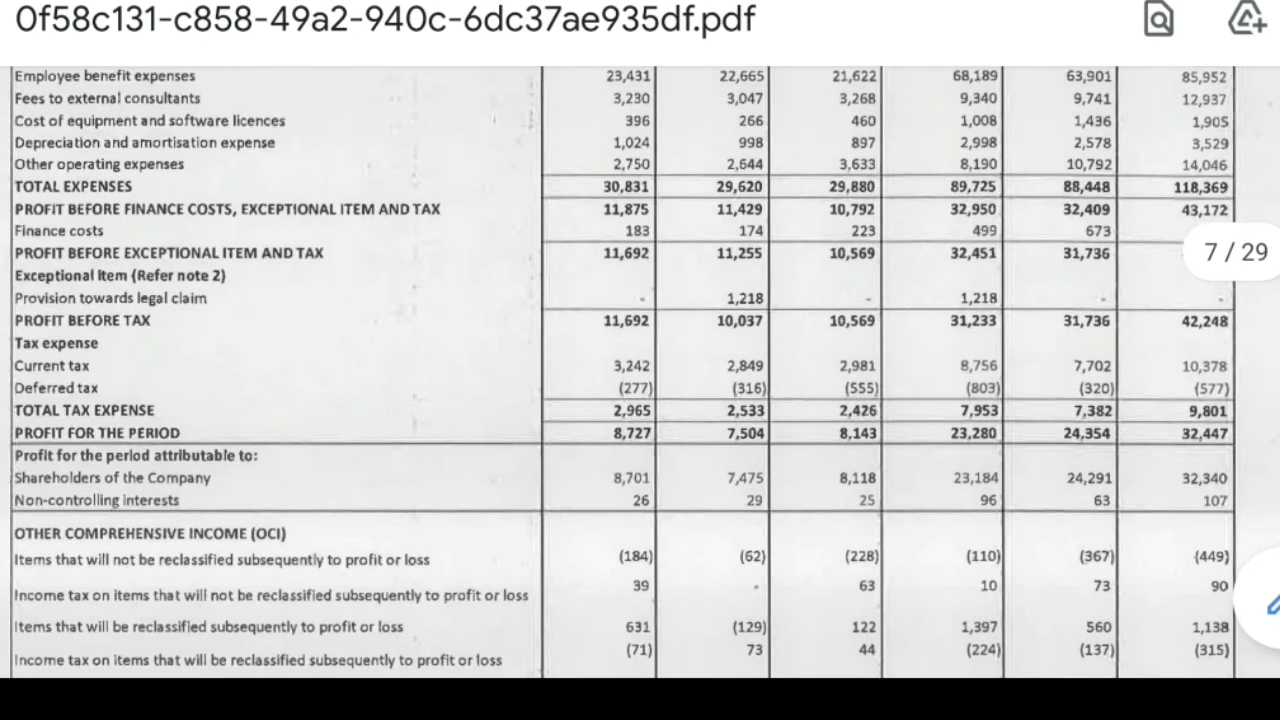 0f58c131-c858-49a2-940c-6dc37ae935df.pdf
Employee benefit expenses 23,431 22,665 21,622 68,189 63,901 85,952
Fees to external consultants 3,230 3,047 3,268 9,340 9,741 12,937
Cost of equipment and software licences 396 266 460 1,008 1,436 1,905
Depreciation and amortisation expense 1,024 998 897 2,998 2,578 3,529
Other operating expenses 2,750 2,644 3,633 8,190 10,792 14,046
TOTAL EXPENSES 30,831 29,620 29,880 89,725 88,448 118,369
PROFIT BEFORE FINANCE COSTS, EXCEPTIONAL ITEM AND TAX 11,875 11,429 10,792 32,950 32,409 43,172
Finance costs 183 174 223 499 673
PROFIT BEFORE EXCEPTIONAL ITEM AND TAX 11,692 11,255 10,569 32,451 31,736
7 / 29
Exceptional Item (Refer note 2)
Provision towards legal claim - 1,218 - 1,218 - -
PROFIT BEFORE TAX 11,692 10,037 10,569 31,233 31,736 42,248
Tax expense
Current tax 3,242 2,849 2,981 8,756 7,702 10,378
Deferred tax (277) (316) (555) (803) (320) (577)
TOTAL TAX EXPENSE 2,965 2,533 2,426 7,953 7,382 9,801
PROFIT FOR THE PERIOD 8,727 7,504 8,143 23,280 24,354 32,447
Profit for the period attributable to:
Shareholders of the Company 8,701 7,475 8,118 23,184 24,291 32,340
Non-controlling interests 26 29 25 96 63 107
OTHER COMPREHENSIVE INCOME (OCI)
Items that will not be reclassified subsequently to profit or loss (184) (62) (228) (110) (367) (449)
Income tax on items that will not be reclassified subsequently to profit or loss 39 - 63 10 73 90
Items that will be reclassified subsequently to profit or loss 631 (129) 122 1,397 560 1,138
Income tax on items that will be reclassified subsequently to profit or loss (71) 73 44 (224) (137) (315)